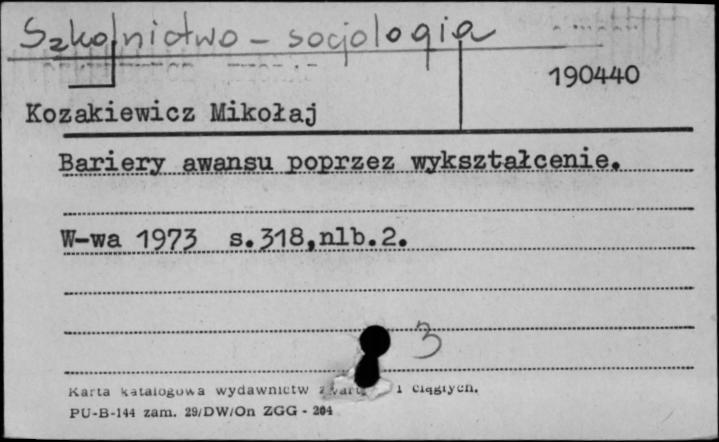 Szkolnictwo – socjologia
190440
Kozakiewicz Mikołaj
Bariery awansu poprzez wykształcenie.
W-wa 1973 s.318,nlb.2.
3
Karta katalogowa wydawnictw i ciągłych.
PU-B-144 zam. 29/DW/On ZGG - 204